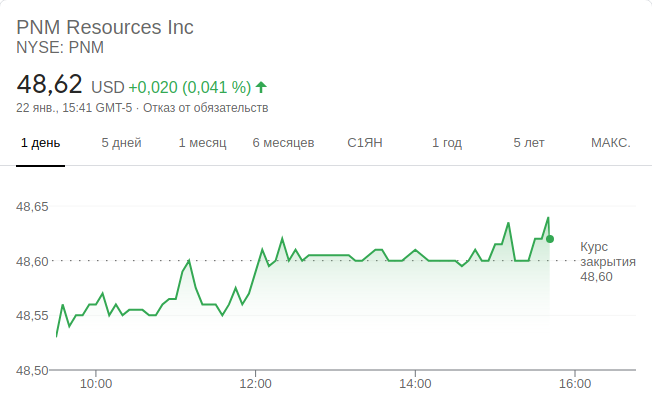 PNM Resources Inc
NYSE: PNM
48,62 USD +0,020 (0,041 %)
22 янв., 15:41 GMT-5 · Отказ от обязательств
1 день 5 дней 1 месяц 6 месяцев С1ЯН 1 год 5 лет МАКС.
48,65
48,60
48,55
48,50
Курс
закрытия
48,60
10:00 12:00 14:00 16:00